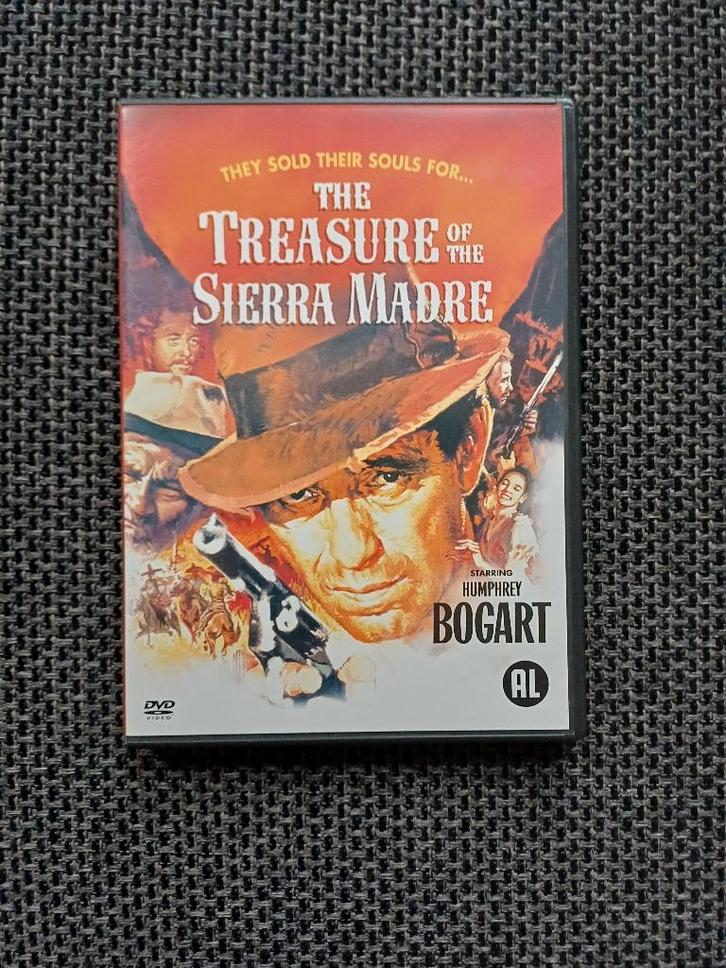 THEY SOLD THEIR SOULS FOR...
THE
TREASURE OF THE
SIERRA MADRE
STARRING
HUMPHREY
BOGART
AL
DVD
VIDEO